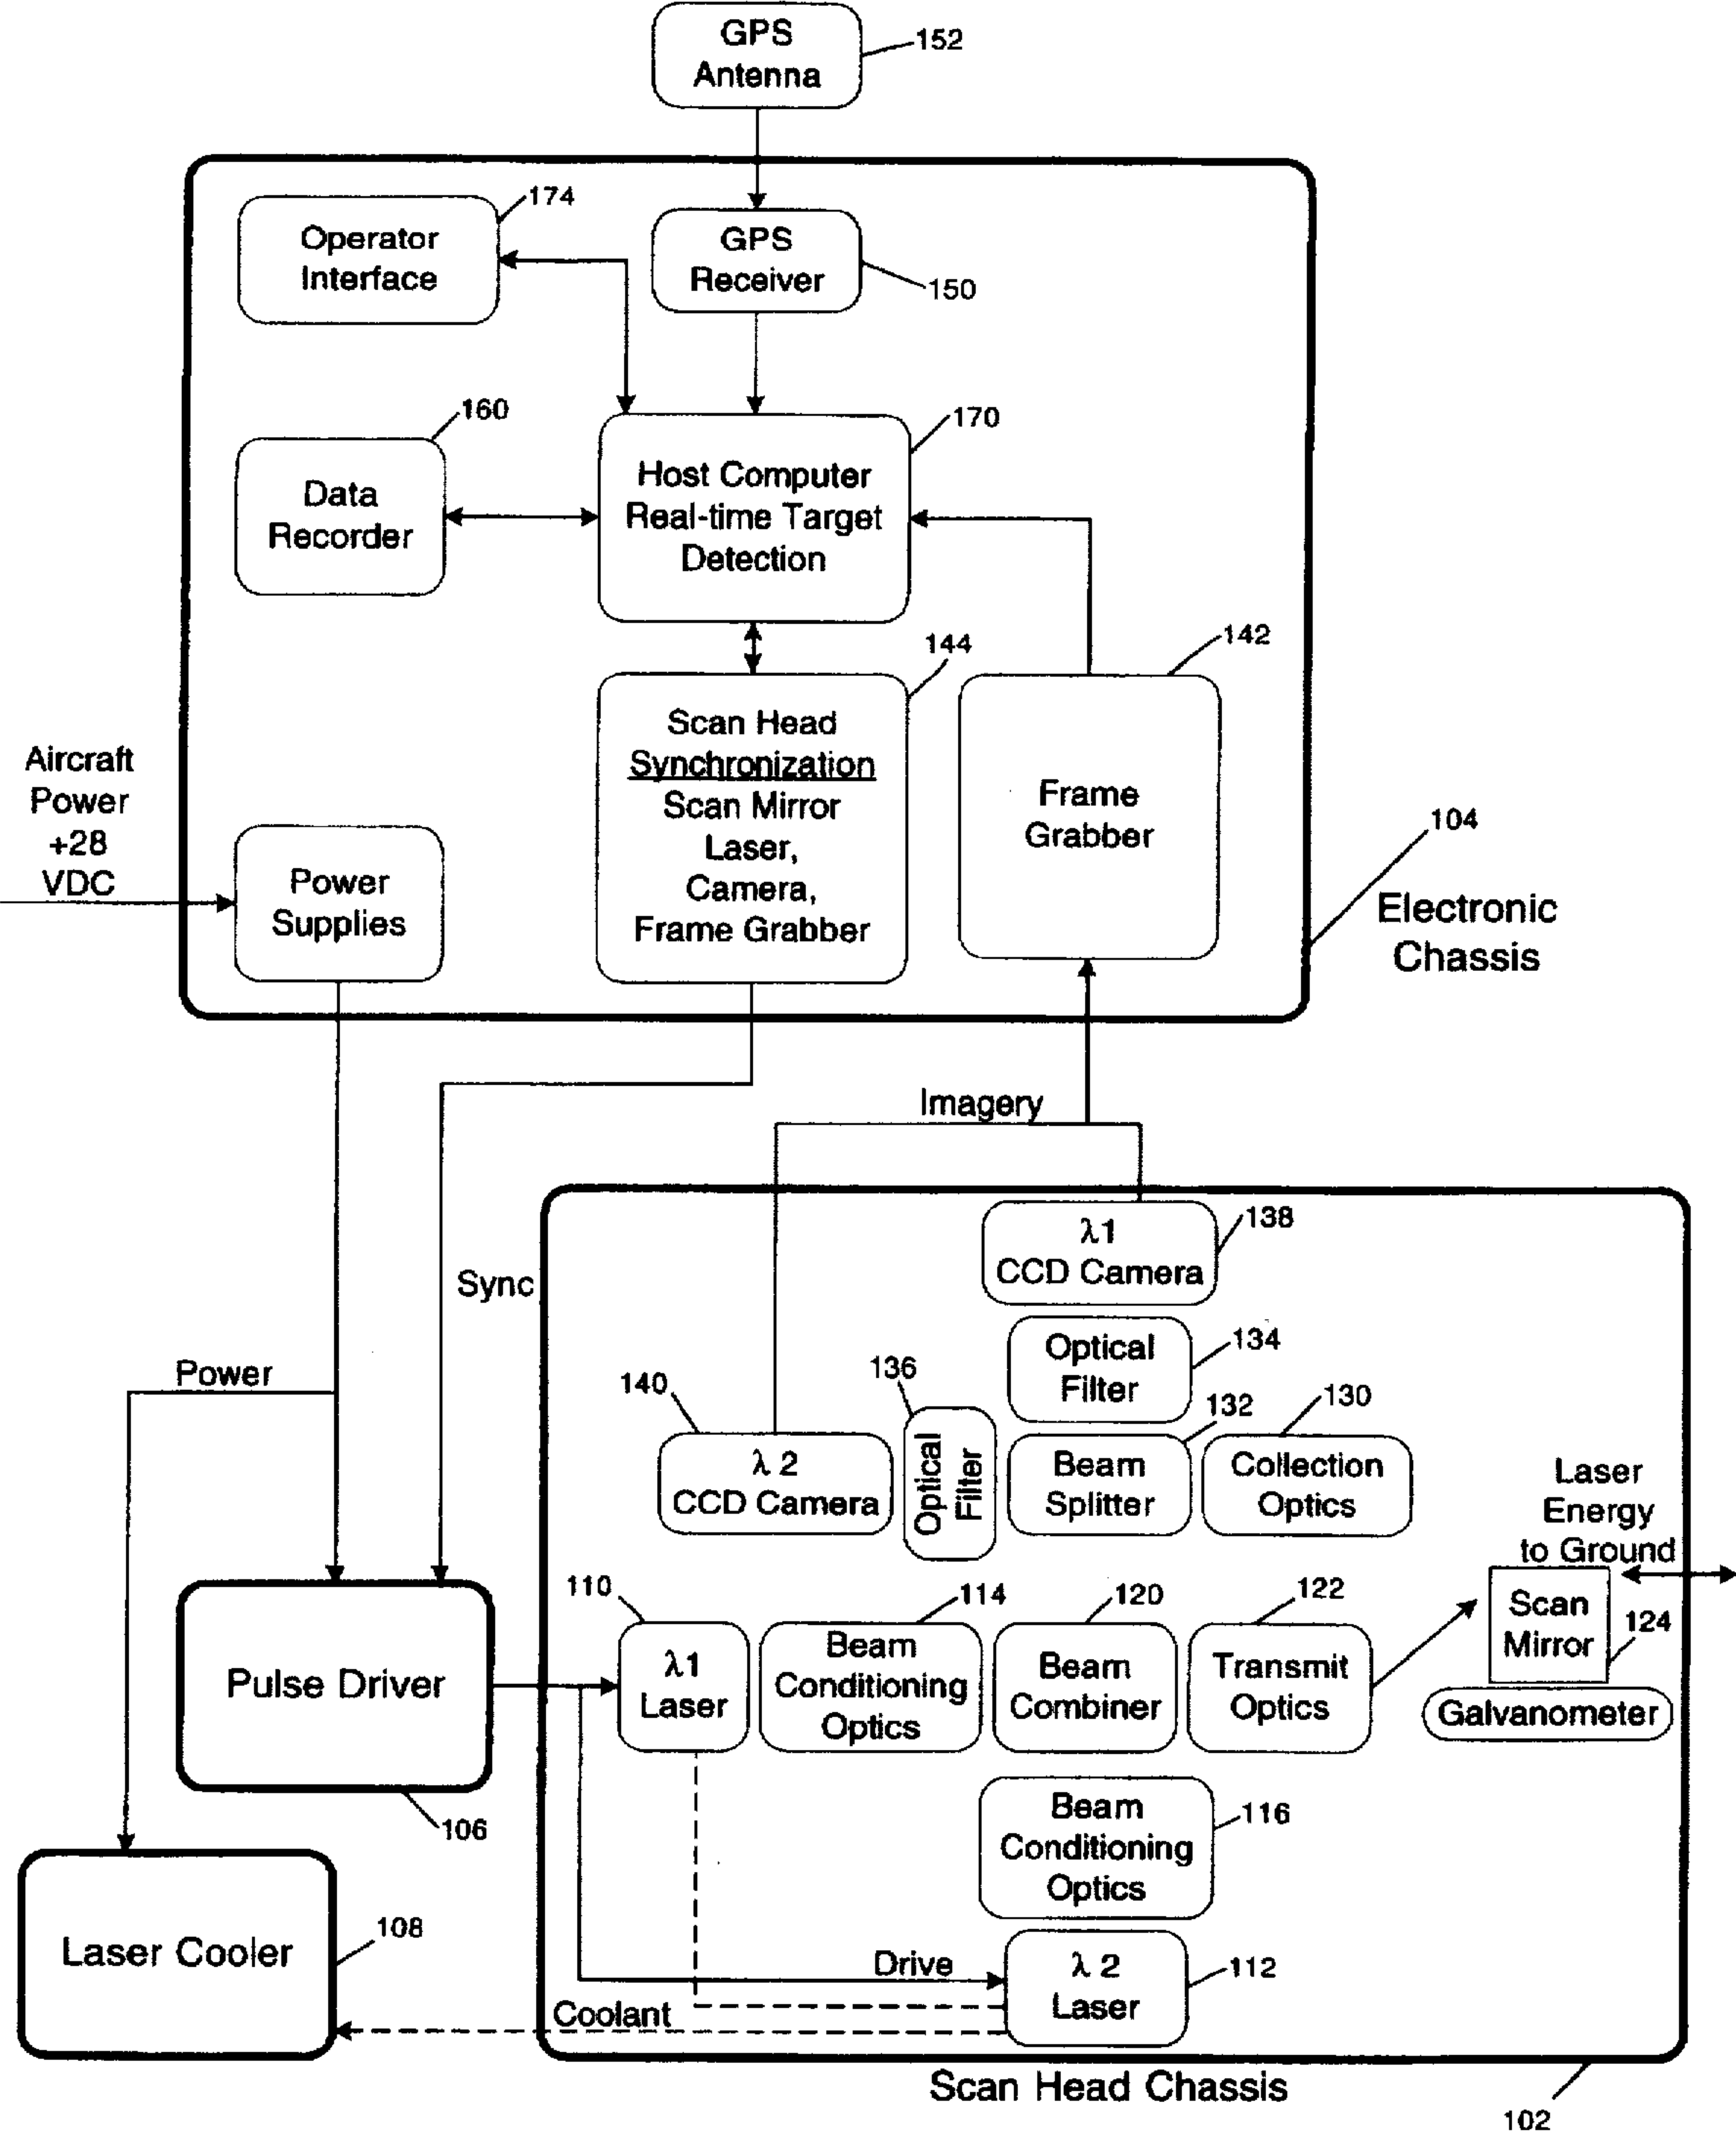 GPS
Antenna
152
174
Operator
Interface
GPS
Receiver
150
160
Data
Recorder
170
Host Computer
Real-time Target
Detection
144
142
Scan Head
Synchronization
Scan Mirror
Laser,
Camera,
Frame Grabber
Frame
Grabber
Aircraft
Power
+28
VDC
Power
Supplies
104
Electronic
Chassis
Imagery
Sync
λ1
CCD Camera
138
Optical
Filter
134
Power
140
136
132
130
λ 2
CCD Camera
Optical
Filter
Beam
Splitter
Collection
Optics
Laser
Energy
to Ground
110
114
120
122
Scan
Mirror
124
Pulse Driver
λ1
Laser
Beam
Conditioning
Optics
Beam
Combiner
Transmit
Optics
Galvanometer
106
Beam
Conditioning
Optics
116
Laser Cooler
108
Drive
λ 2
Laser
112
Coolant
Scan Head Chassis
102